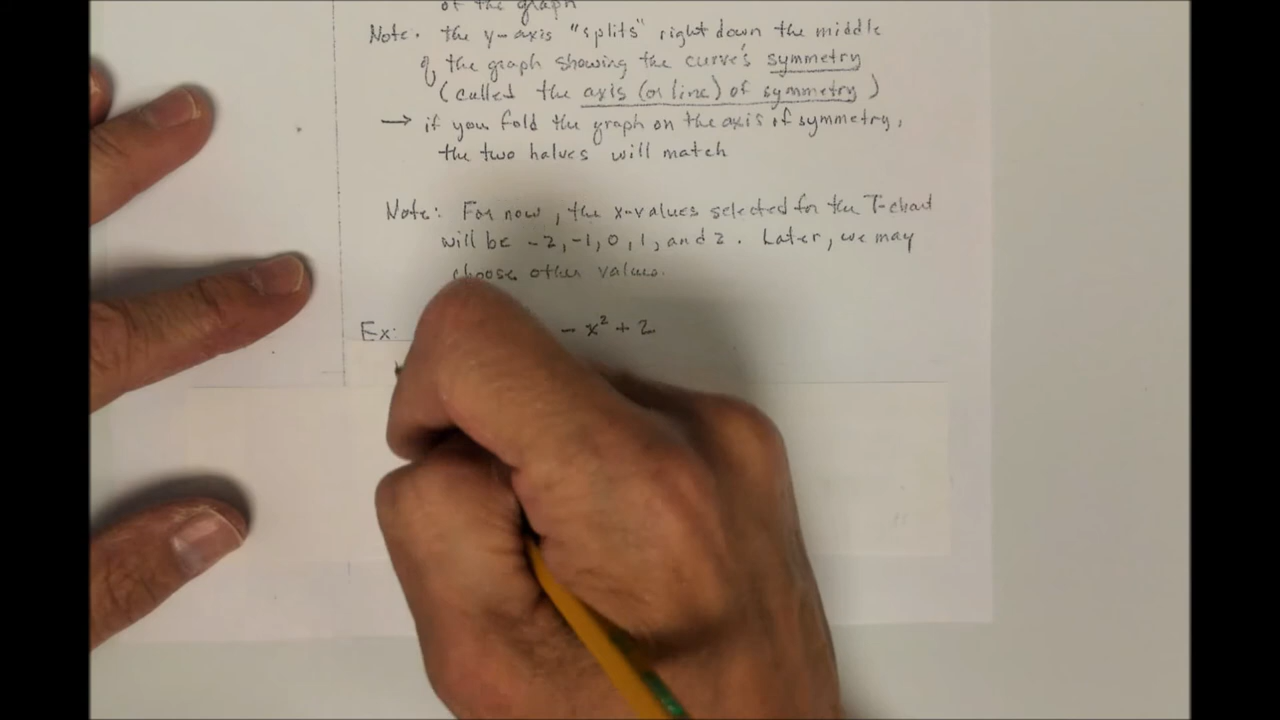 of the graph
Note: the y-axis "splits" right down the middle
of the graph showing the curve's symmetry
(called the axis (or line) of symmetry)
→ if you fold the graph on the axis of symmetry,
the two halves will match
Note: For now, the x-values selected for the T-chart
will be -2, -1, 0, 1, and 2. Later, we may
choose other values.
Ex: - x² + 2